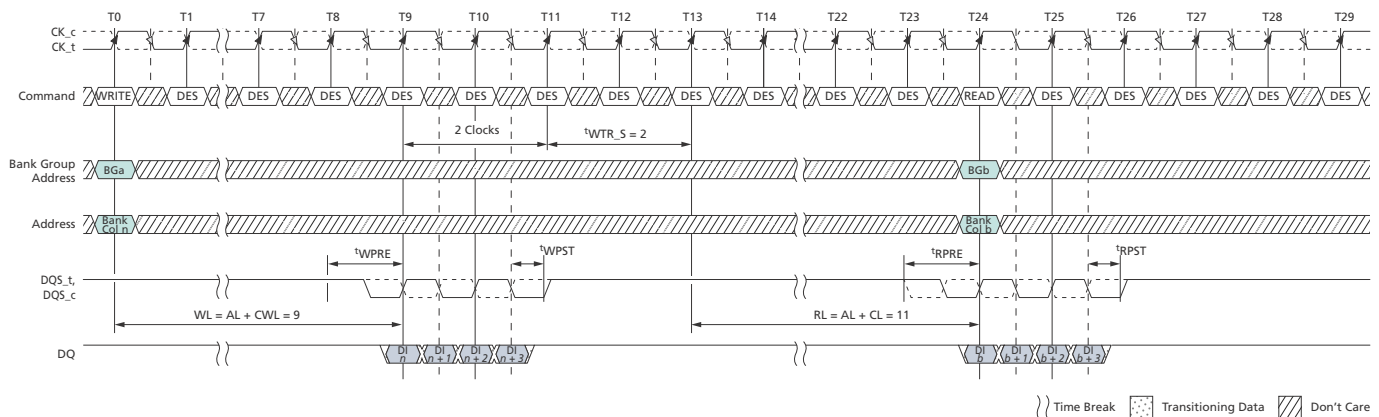 T0 T1 T7 T8 T9 T10 T11 T12 T13 T14 T22 T23 T24 T25 T26 T27 T28 T29
CK_c
CK_t
Command WRITE DES DES DES DES DES DES DES DES DES DES DES READ DES DES DES DES DES
2 Clocks tWTR_S = 2
Bank Group
Address BGa BGb
Address Bank Col n Bank Col b
tWPRE tWPST tRPRE tRPST
DQS_t,
DQS_c
WL = AL + CWL = 9 RL = AL + CL = 11
DQ DI n DI n + 1 DI n + 2 DI n + 3 DI b DI b + 1 DI b + 2 DI b + 3
Time Break Transitioning Data Don't Care